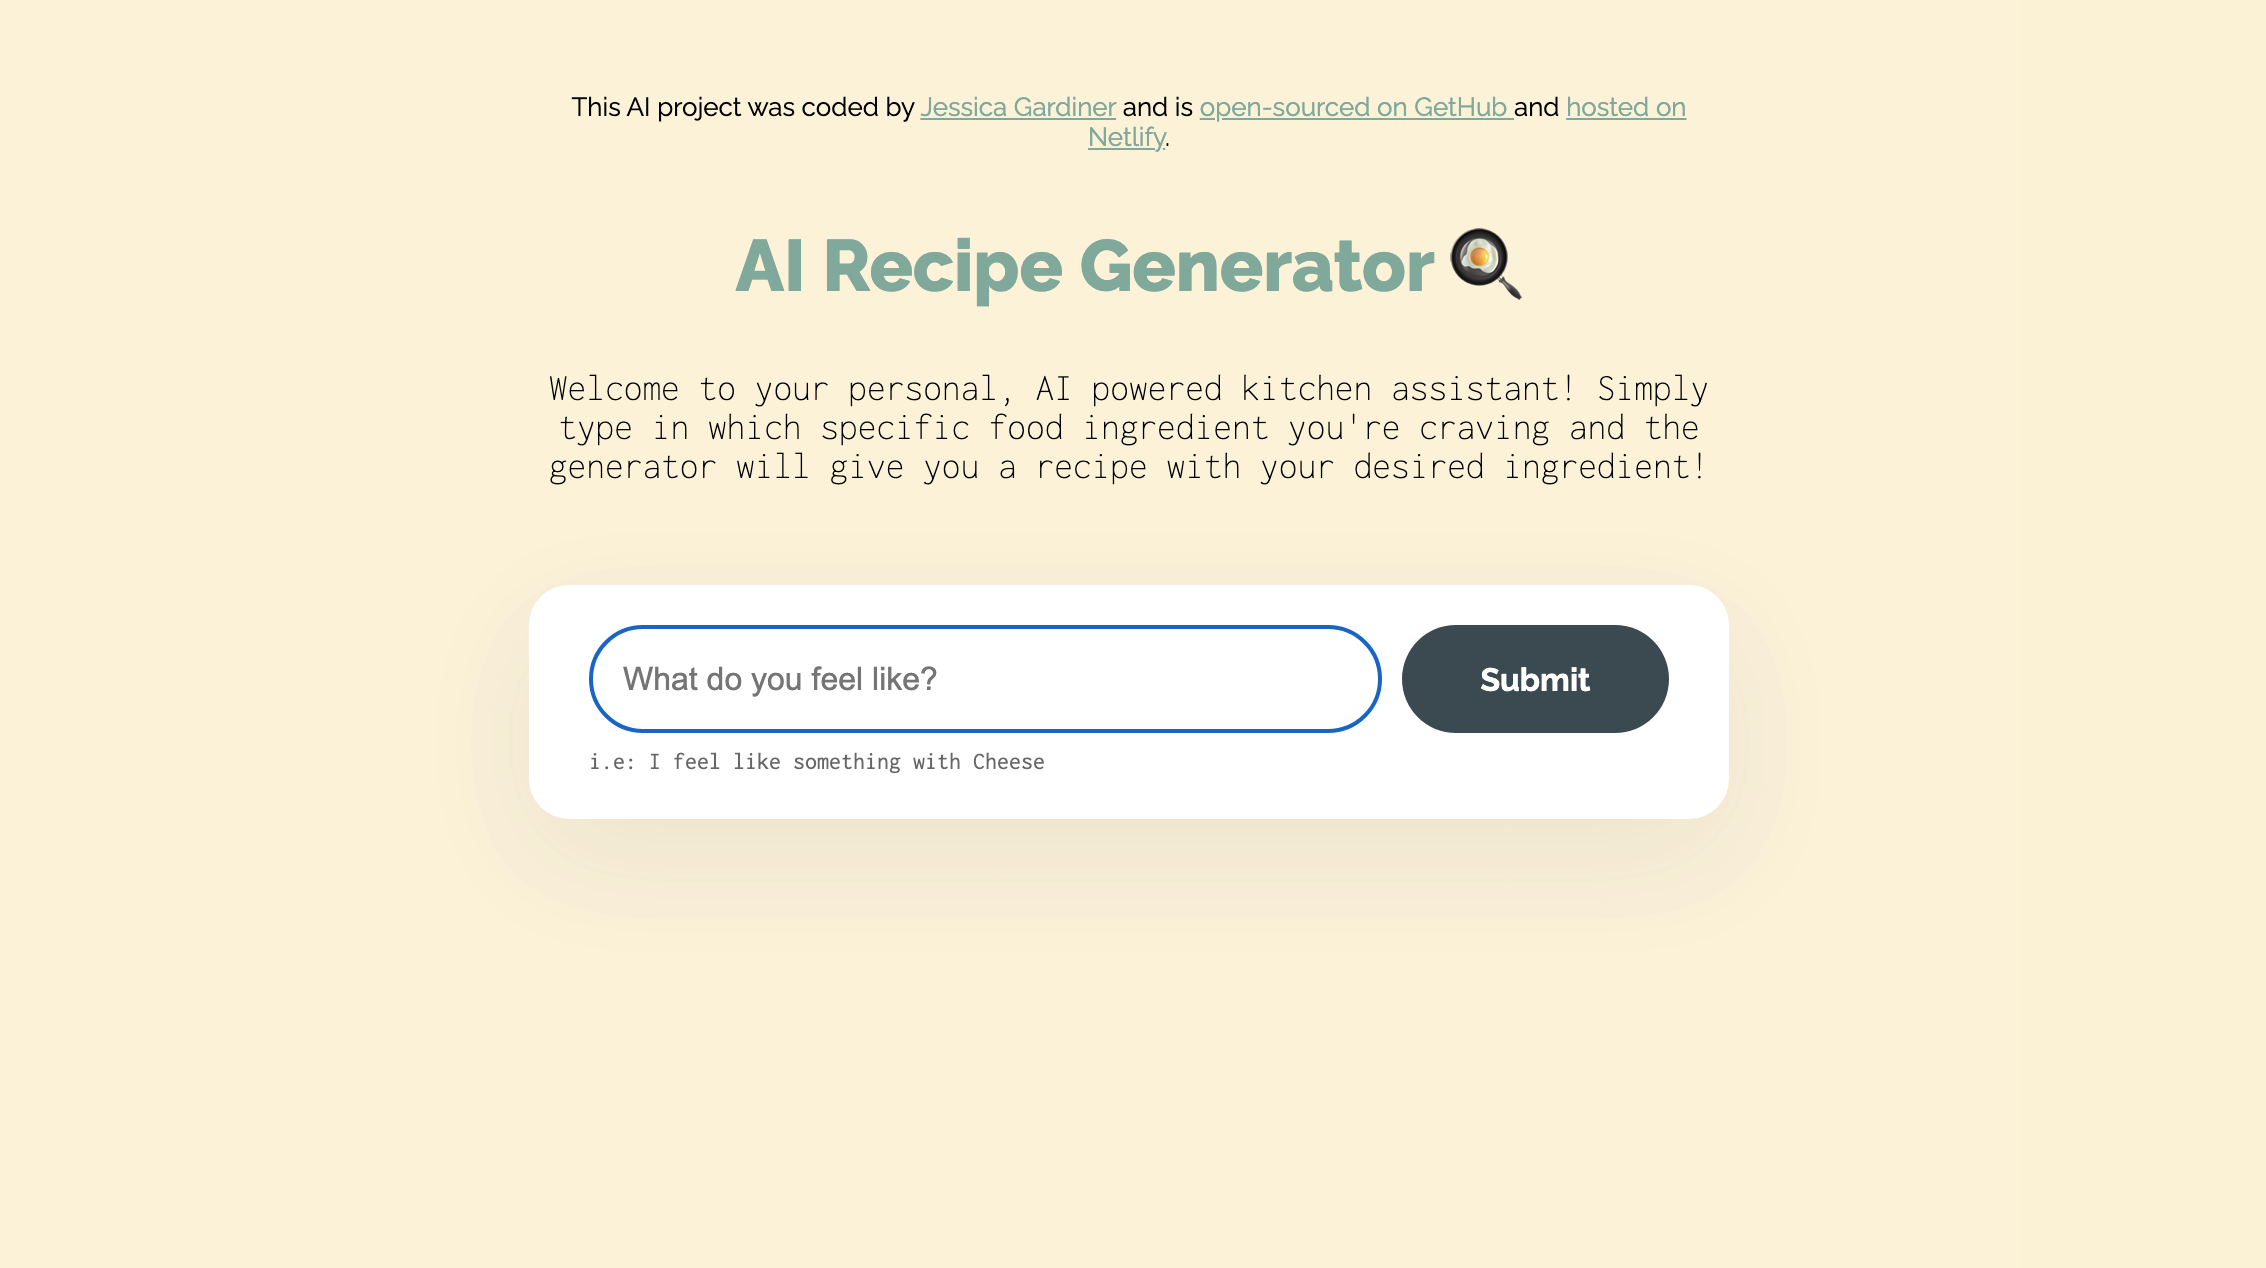 This AI project was coded by Jessica Gardiner and is open-sourced on GetHub and hosted on
Netlify.
AI Recipe Generator
Welcome to your personal, AI powered kitchen assistant! Simply
type in which specific food ingredient you're craving and the
generator will give you a recipe with your desired ingredient!
What do you feel like?
Submit
i.e: I feel like something with Cheese